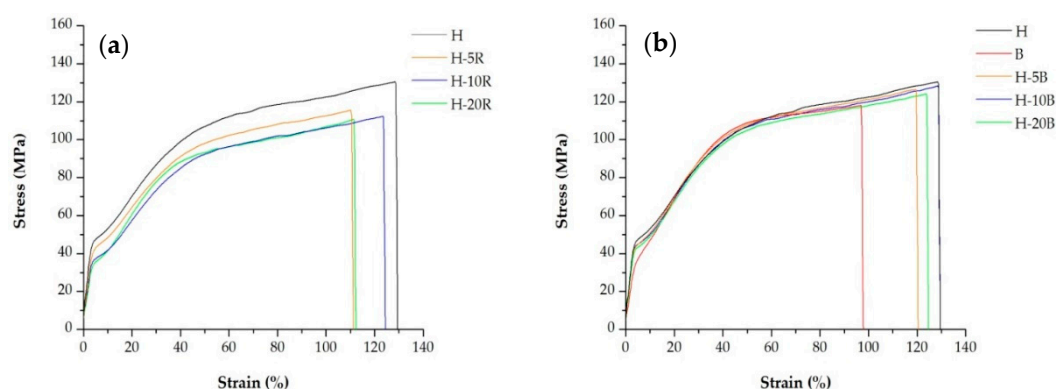 (a)
H
H-5R
H-10R
H-20R
Stress (MPa)
160
140
120
100
80
60
40
20
0
0 20 40 60 80 100 120 140
Strain (%)
(b)
H
B
H-5B
H-10B
H-20B
Stress (MPa)
160
140
120
100
80
60
40
20
0
0 20 40 60 80 100 120 140
Strain (%)